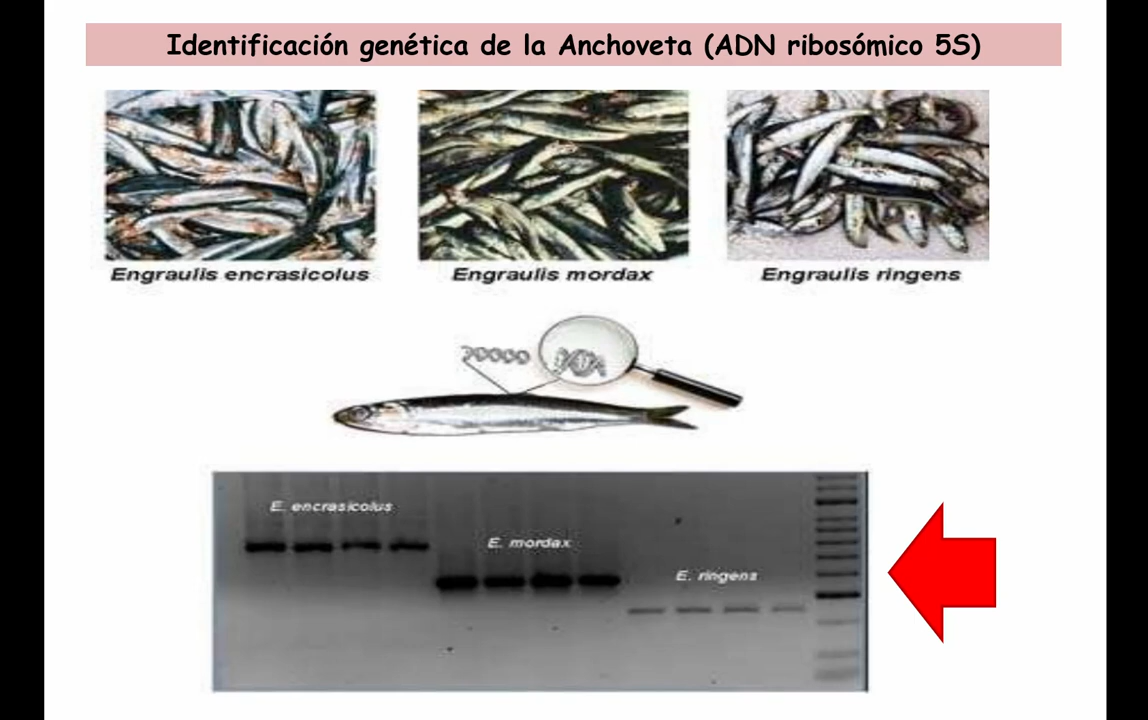 Identificación genética de la Anchoveta (ADN ribosómico 5S)
Engraulis encrasicolus
Engraulis mordax
Engraulis ringens
E. encrasicolus
E. mordax
E. ringens